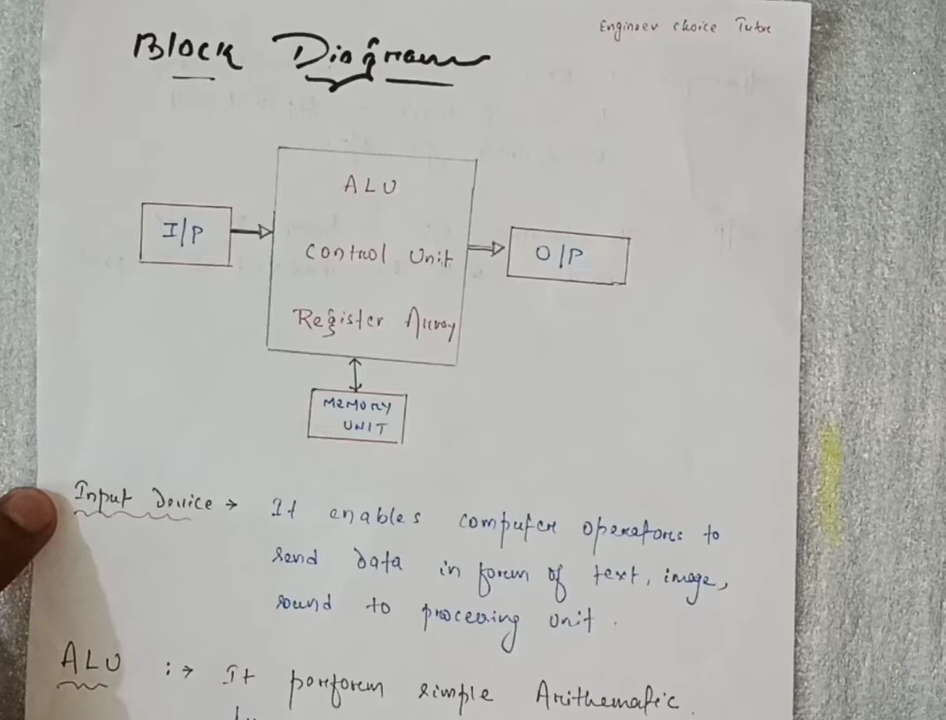 Engineer choice Tutor
Block Diagram
I/P
ALU
Control Unit
Register Array
O/P
MEMORY
UNIT
Input Device → It enables computer operators to
send data in form of text, image,
sound to processing unit.
ALU :→ It perform simple Arithematic